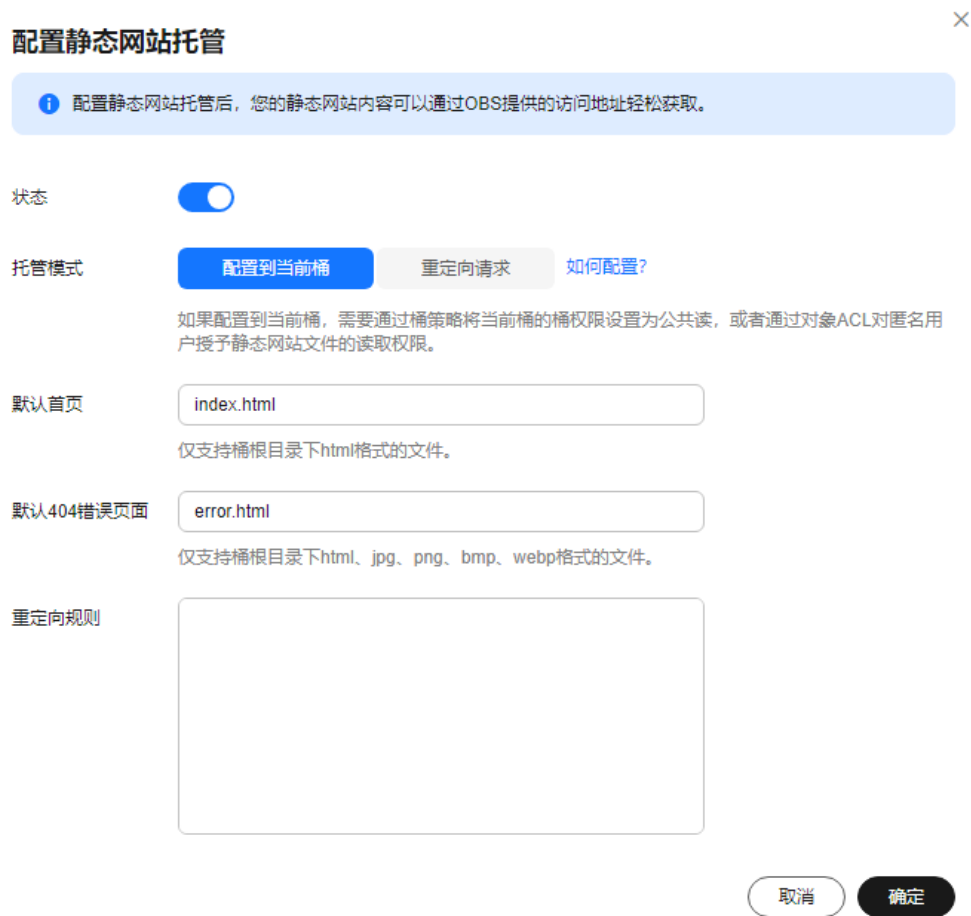 配置静态网站托管
配置静态网站托管后，您的静态网站内容可以通过OBS提供的访问地址轻松获取。
状态
托管模式
配置到当前桶
重定向请求
如何配置?
如果配置到当前桶，需要通过桶策略将当前桶的桶权限设置为公共读，或者通过对象ACL对匿名用
户授予静态网站文件的读取权限。
默认首页
index.html
仅支持桶根目录下html格式的文件。
默认404错误页面
error.html
仅支持桶根目录下html、jpg、png、bmp、webp格式的文件。
重定向规则
取消
确定